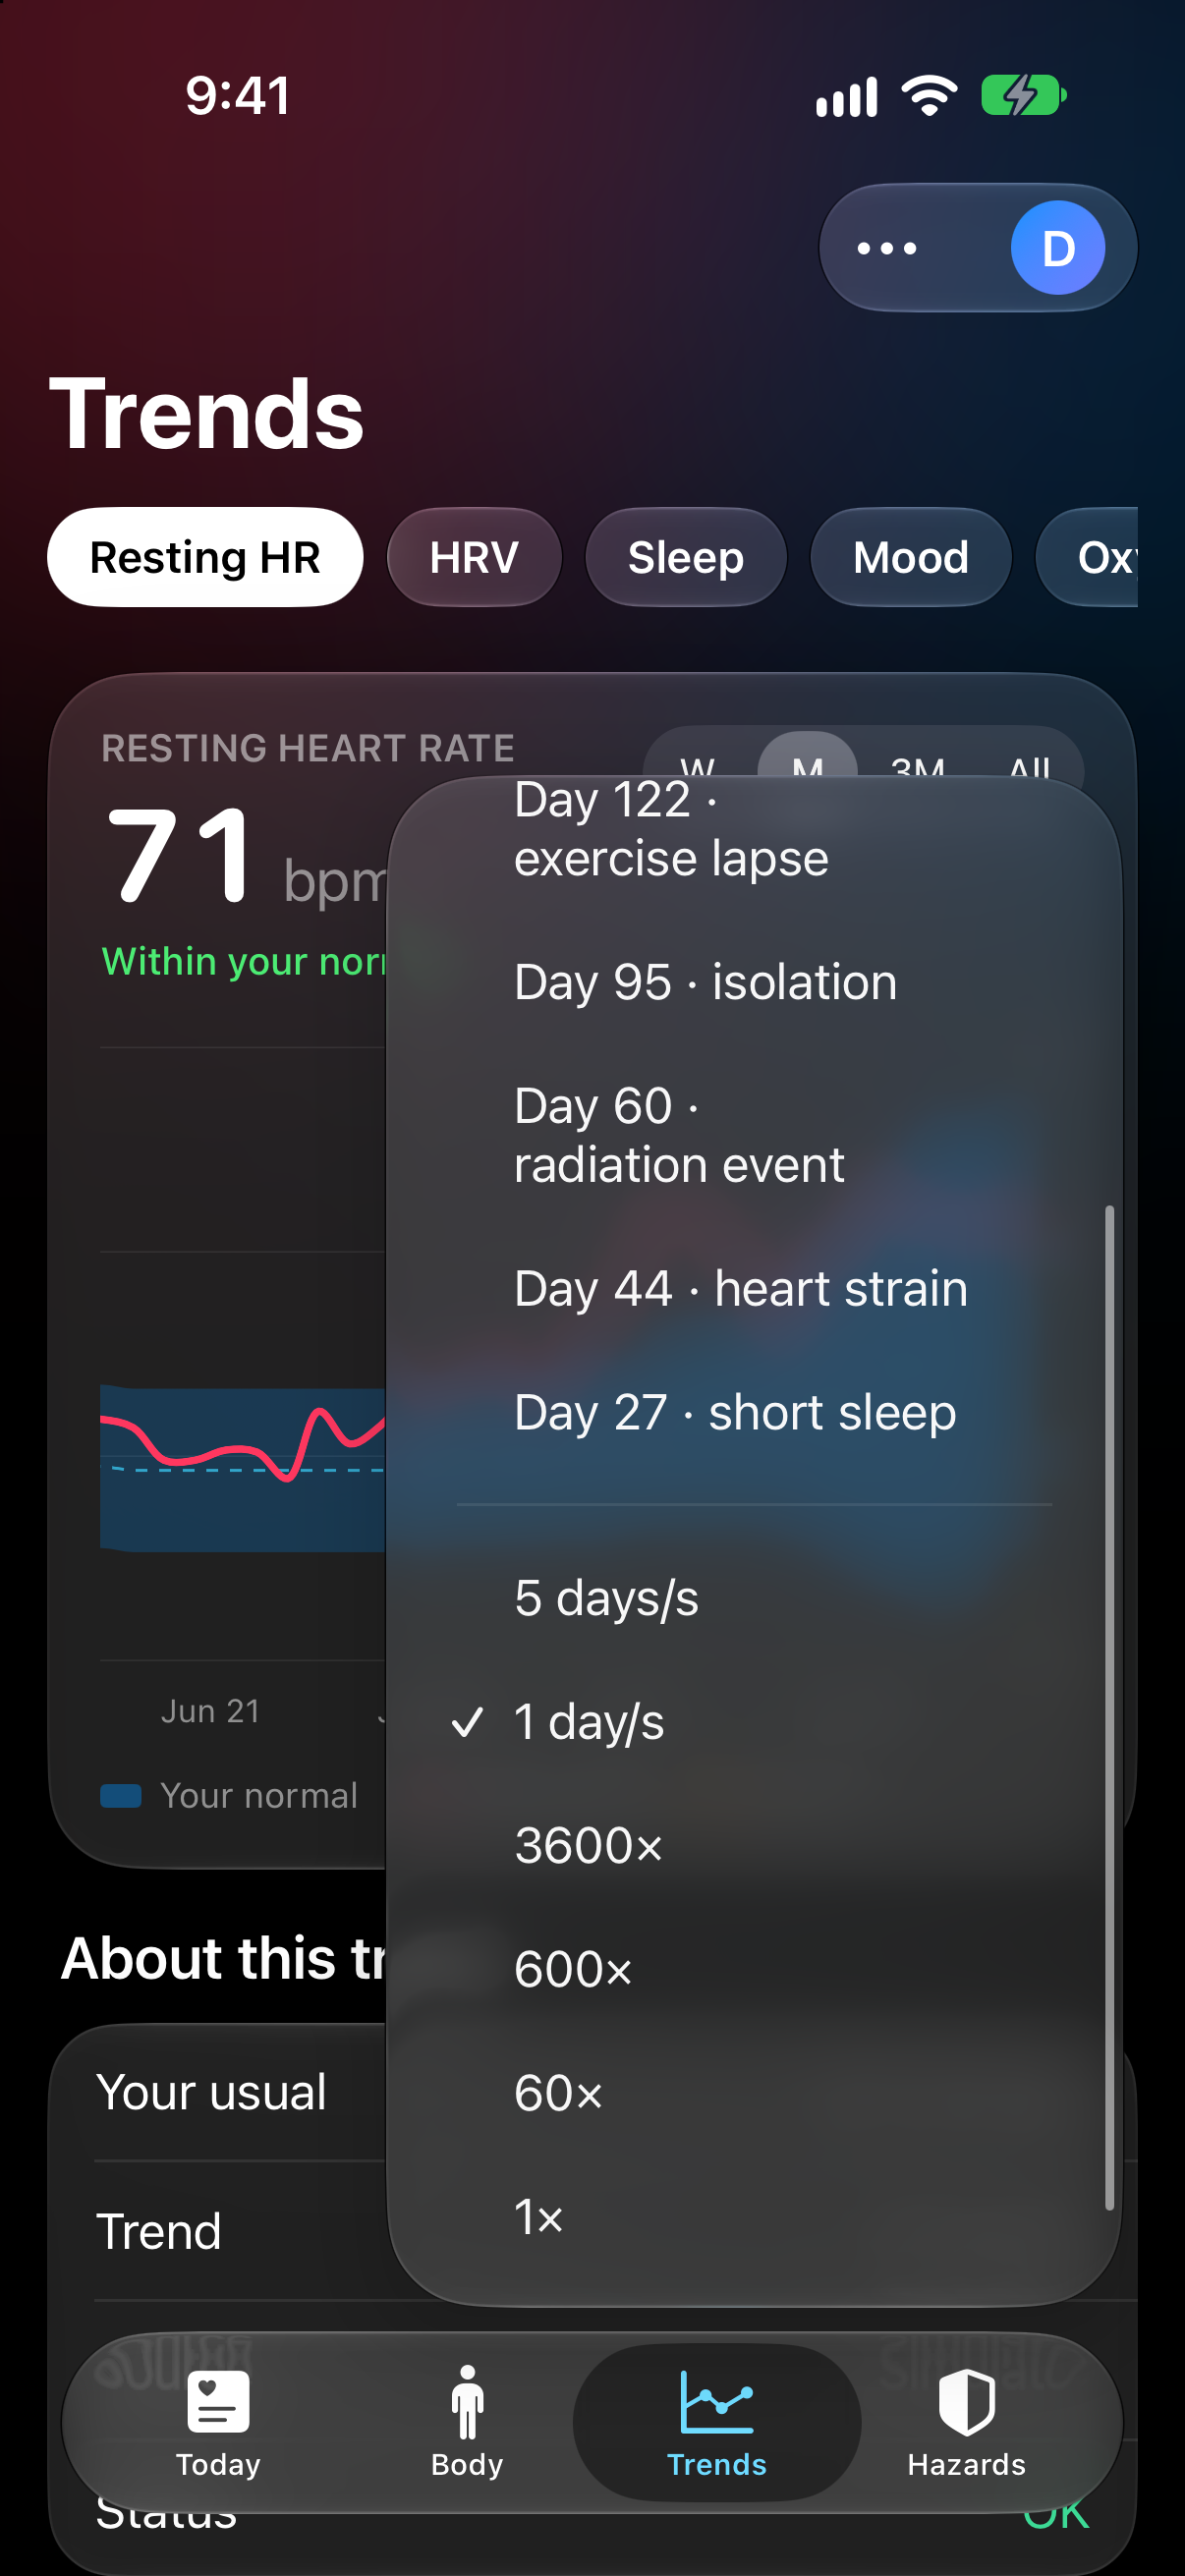 9:41
D
Trends
Resting HR
HRV
Sleep
Mood
RESTING HEART RATE
W
M
3M
All
71 bpm
Within your
Day 122 ·
exercise lapse
Day 95 · isolation
Day 60 ·
radiation event
Day 44 · heart strain
Day 27 · short sleep
5 days/s
✓ 1 day/s
3600×
600×
60×
1×
Jun 21
Your normal
About this
Your usual
Trend
Status
OK
Today
Body
Trends
Hazards